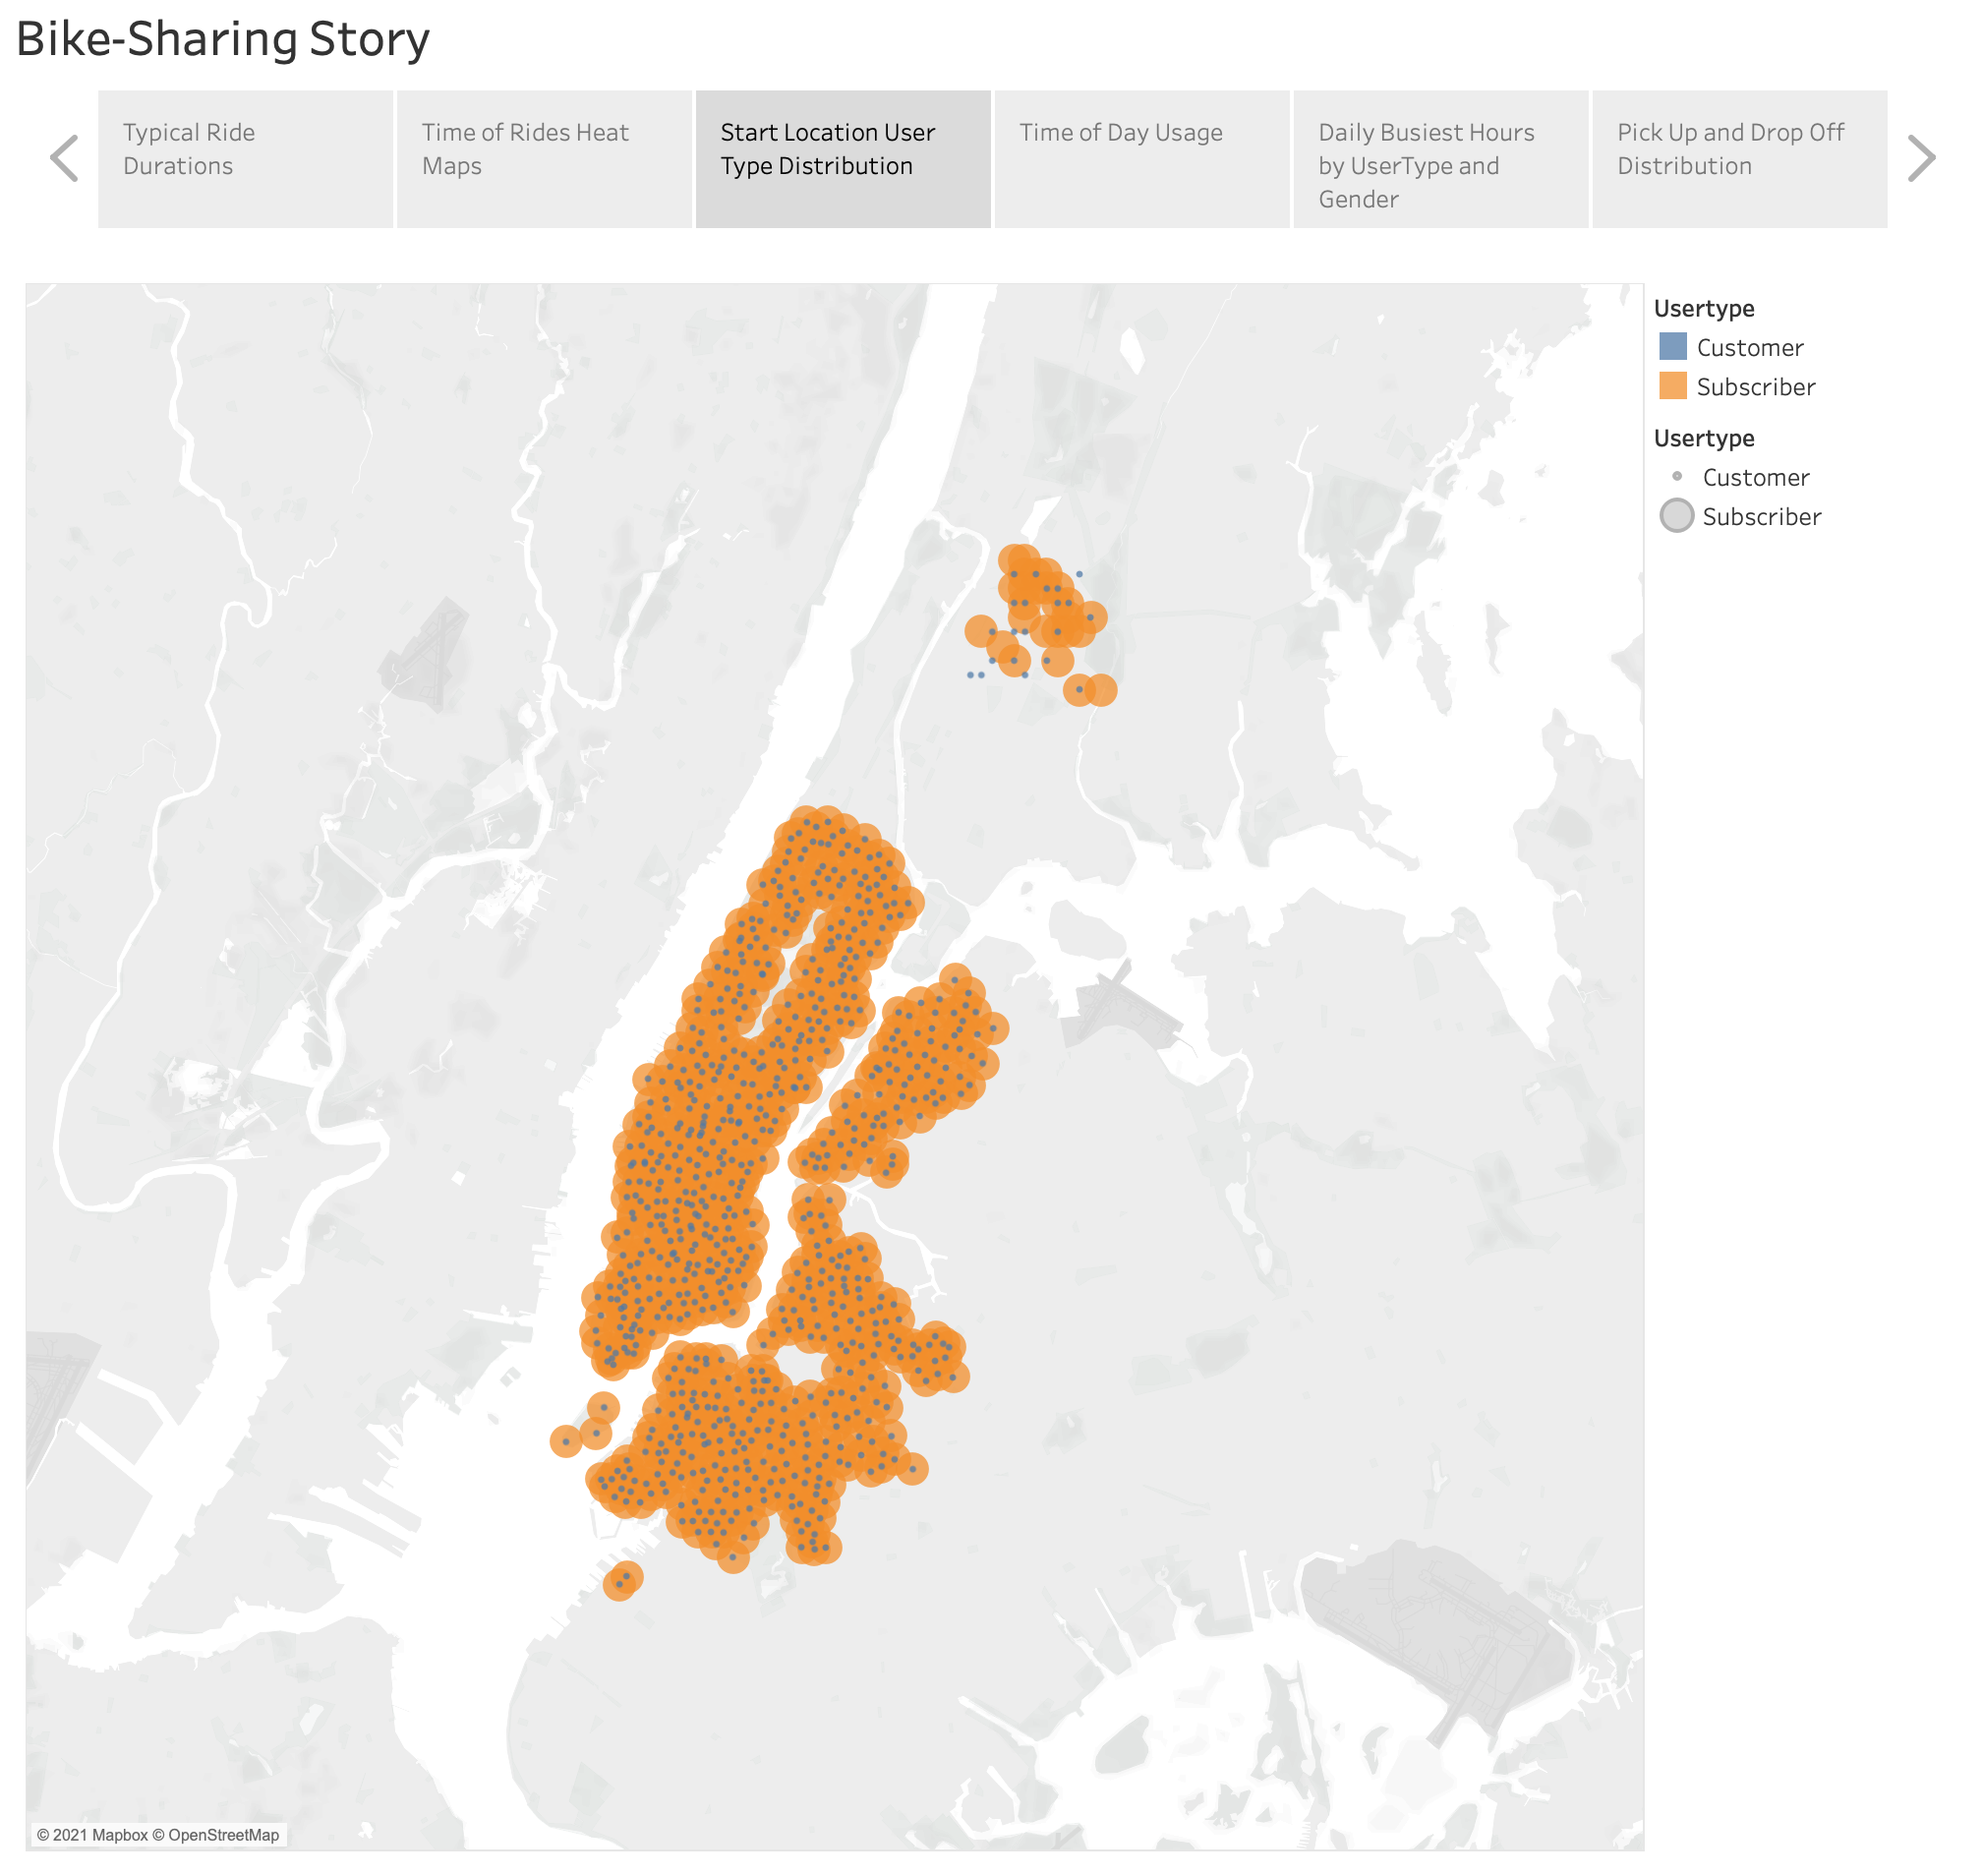 Bike-Sharing Story
Typical Ride
Durations
Time of Rides Heat
Maps
Start Location User
Type Distribution
Time of Day Usage
Daily Busiest Hours
by UserType and
Gender
Pick Up and Drop Off
Distribution
Usertype
Customer
Subscriber
Usertype
Customer
Subscriber
© 2021 Mapbox © OpenStreetMap